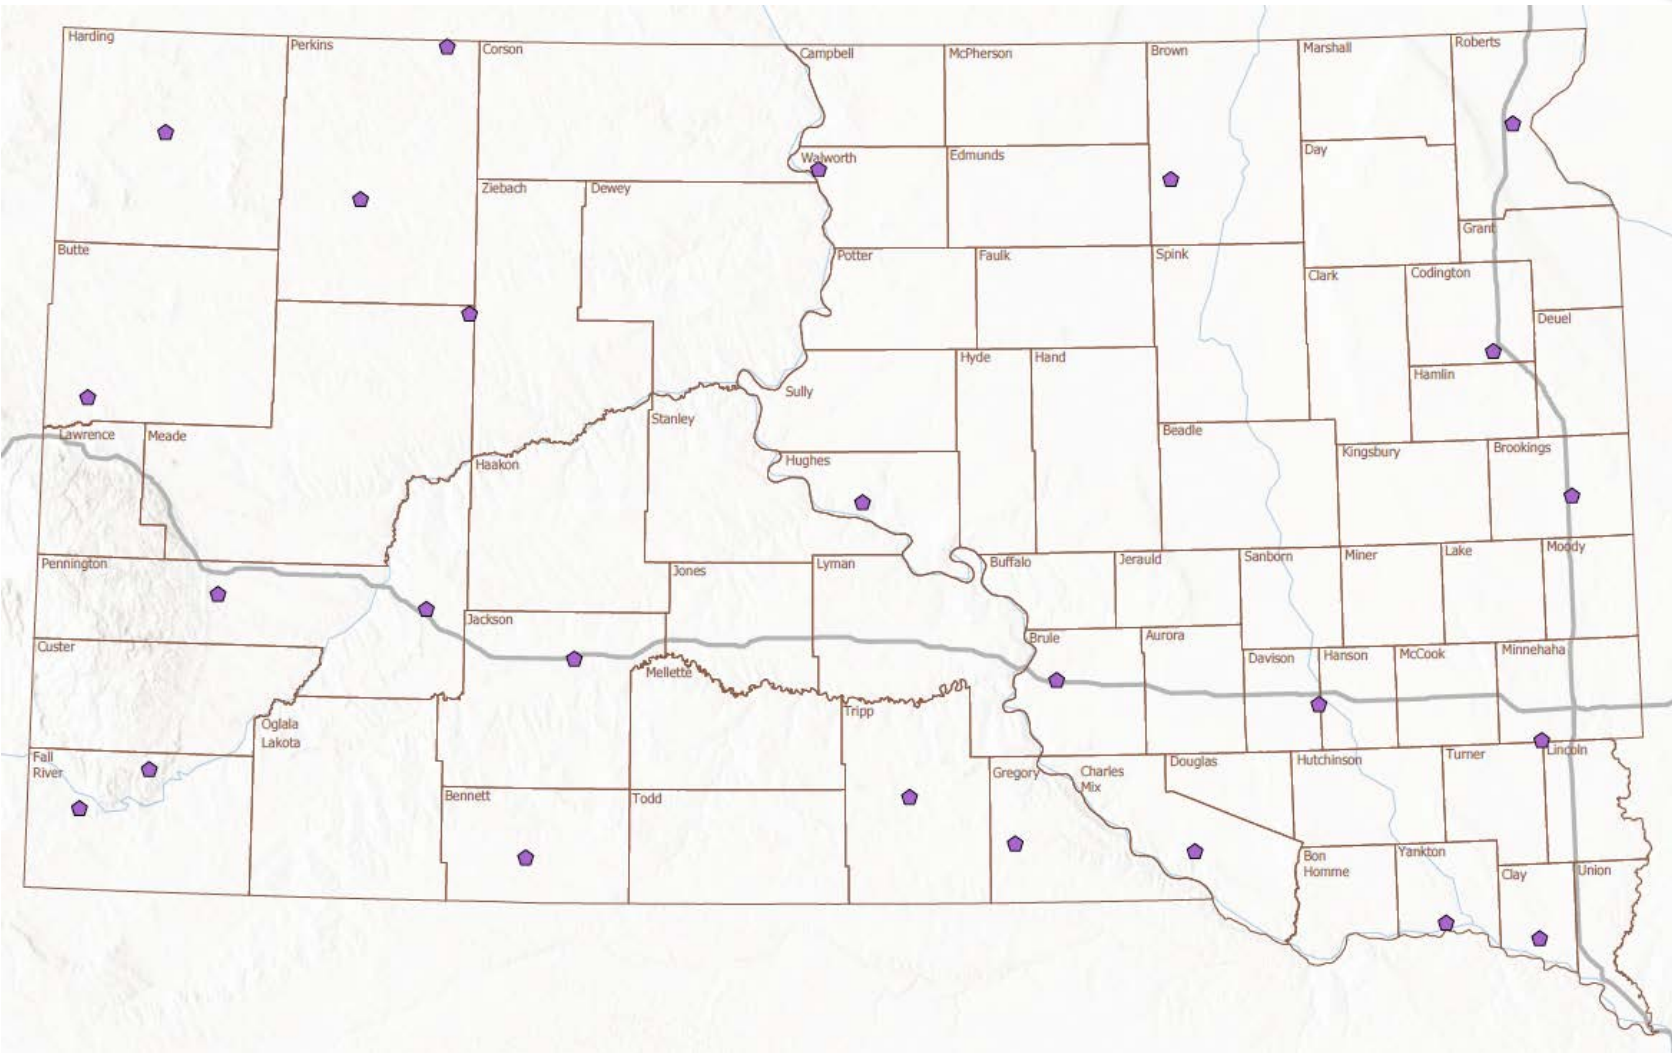 Harding
Perkins
Corson
Campbell
McPherson
Brown
Marshall
Roberts
Walworth
Edmunds
Day
Ziebach
Dewey
Grant
Butte
Potter
Faulk
Spink
Clark
Codington
Deuel
Hyde
Hand
Hamlin
Sully
Stanley
Lawrence
Meade
Beadle
Kingsbury
Brookings
Haakon
Hughes
Pennington
Jones
Lyman
Buffalo
Jerauld
Sanborn
Miner
Lake
Moody
Jackson
Custer
Brule
Aurora
Davison
Hanson
McCook
Minnehaha
Mellette
Oglala
Lakota
Tripp
Fall
River
Gregory
Charles
Mix
Douglas
Hutchinson
Turner
Lincoln
Bennett
Todd
Bon
Homme
Yankton
Clay
Union